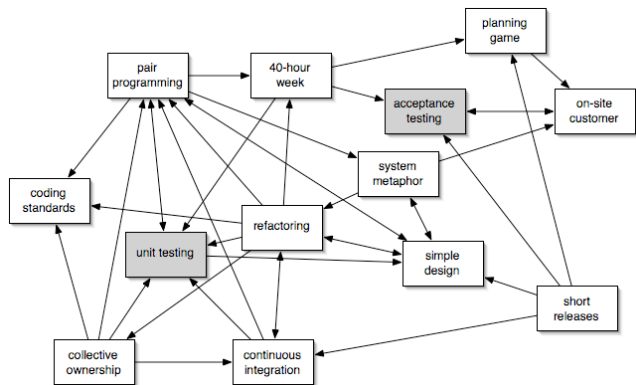 planning
game
pair
programming
40-hour
week
acceptance
testing
on-site
customer
system
metaphor
coding
standards
refactoring
unit testing
simple
design
short
releases
collective
ownership
continuous
integration